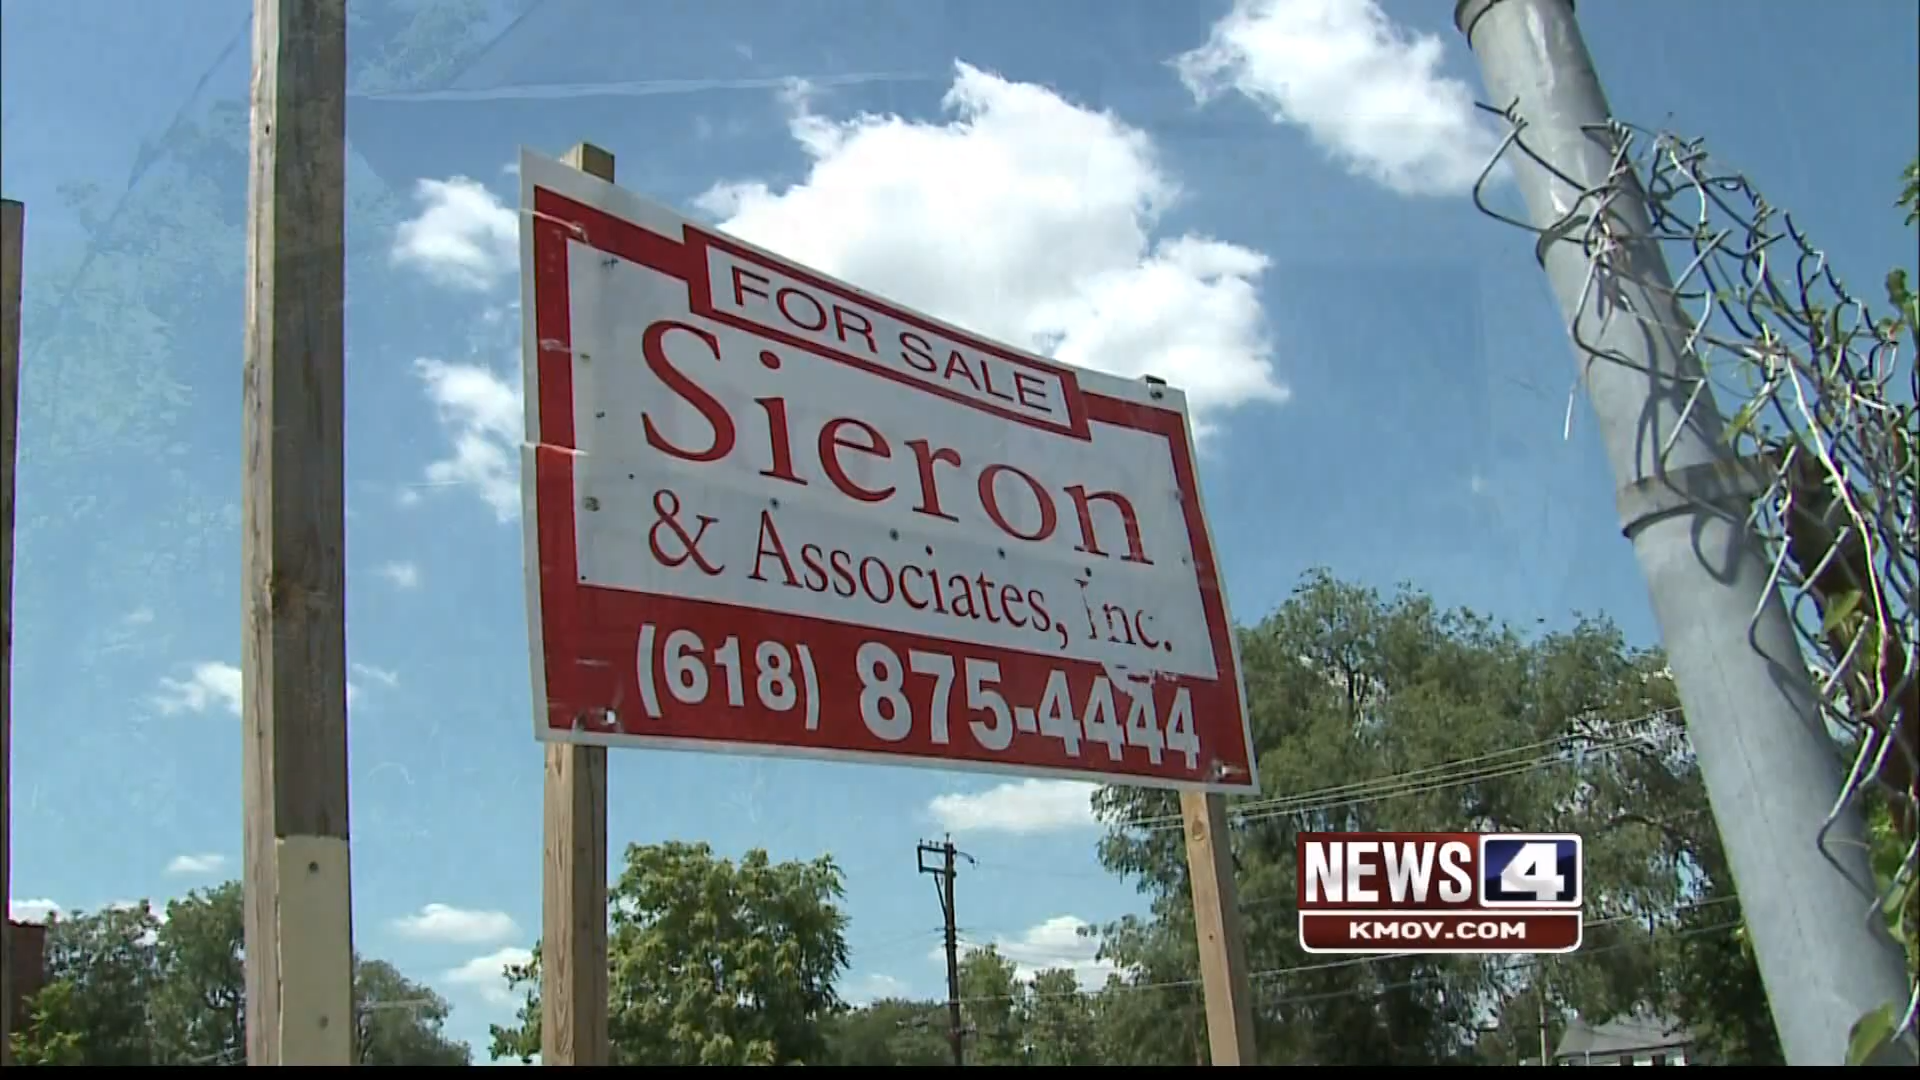 FOR SALE
Sieron
& Associates, Inc.
(618) 875-4444
NEWS 4
KMOV.COM